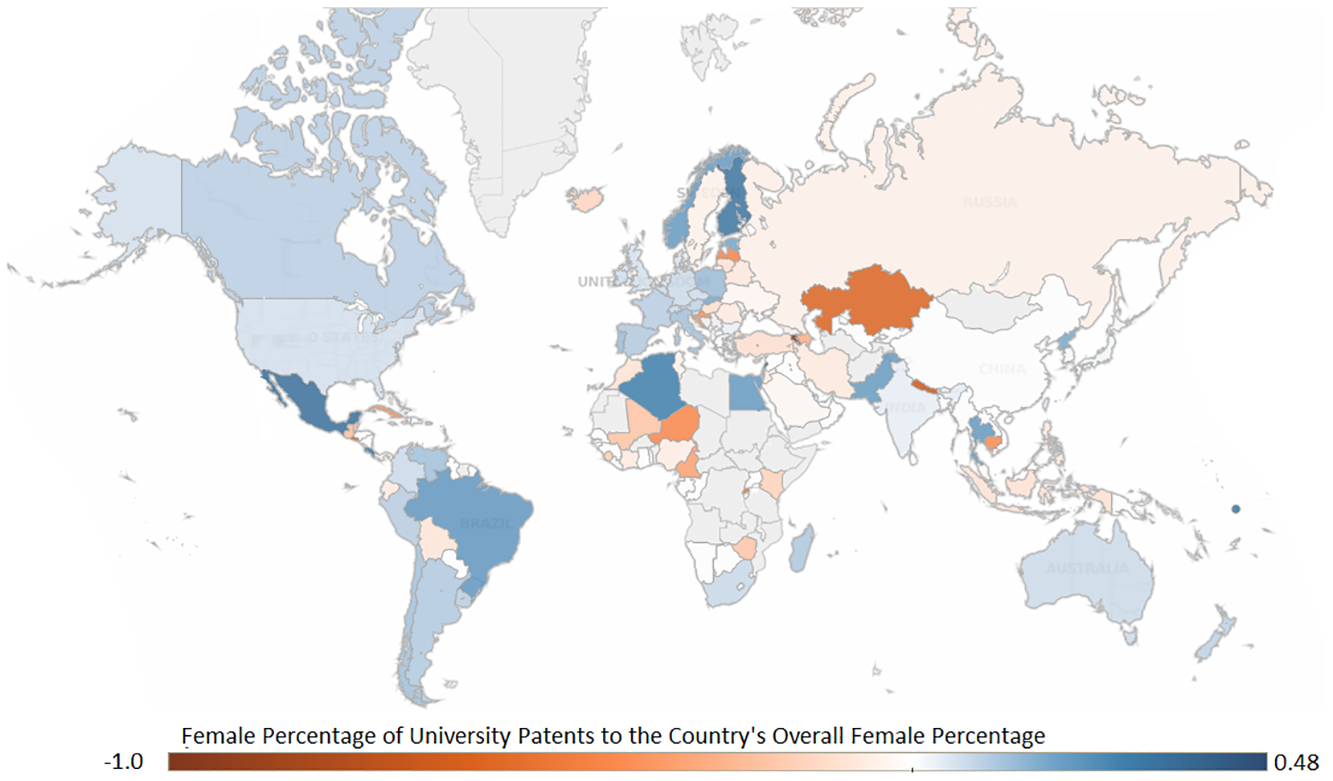 RUSSIA
SWEDEN
UNITED KINGDOM
UNITED STATES
CHINA
INDIA
BRAZIL
AUSTRALIA
Female Percentage of University Patents to the Country's Overall Female Percentage
-1.0
0.48